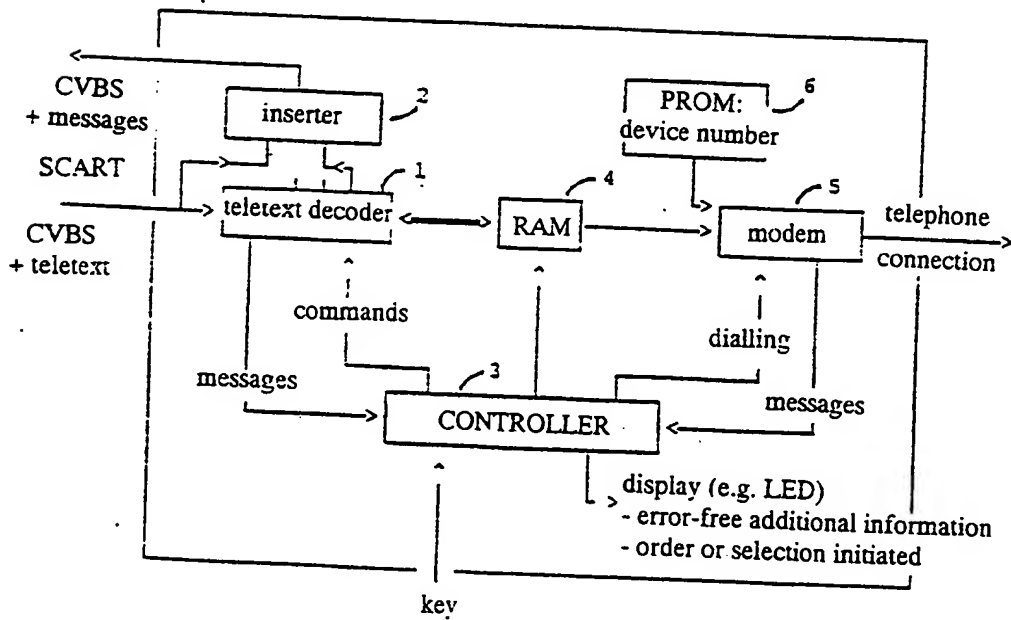 CVBS
+ messages
SCART
CVBS
+ teletext
inserter
2
teletext decoder
1
PROM:
device number
6
RAM
4
modem
5
telephone
connection
commands
messages
dialling
messages
CONTROLLER
3
display (e.g. LED)
- error-free additional information
- order or selection initiated
key